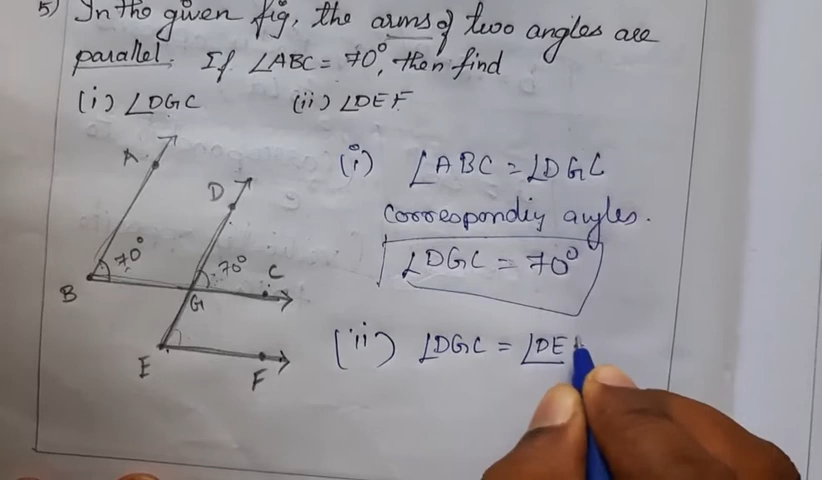 5) In the given fig, the arms of two angles are
parallel. If ∠ABC = 70°, then find
(i) ∠DGC (ii) ∠DEF
A
D
70°
70°
C
B
G
E
F
(i) ∠ABC = ∠DGC
correspondiy angles.
∠DGC = 70°
(ii) ∠DGC = ∠DE